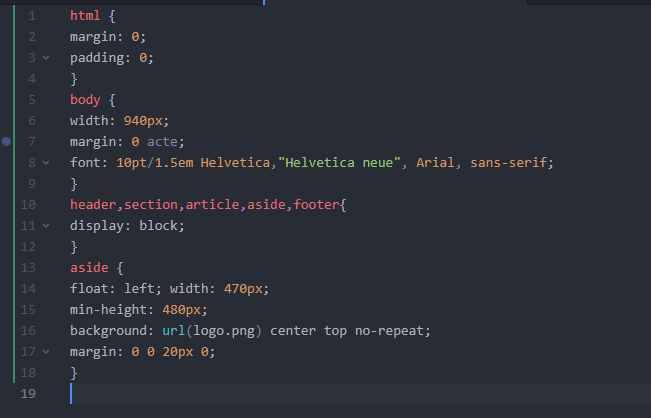 1 html {
2 margin: 0;
3 padding: 0;
4 }
5 body {
6 width: 940px;
7 margin: 0 acte;
8 font: 10pt/1.5em Helvetica,"Helvetica neue", Arial, sans-serif;
9 }
10 header,section,article,aside,footer{
11 display: block;
12 }
13 aside {
14 float: left; width: 470px;
15 min-height: 480px;
16 background: url(logo.png) center top no-repeat;
17 margin: 0 0 20px 0;
18 }
19